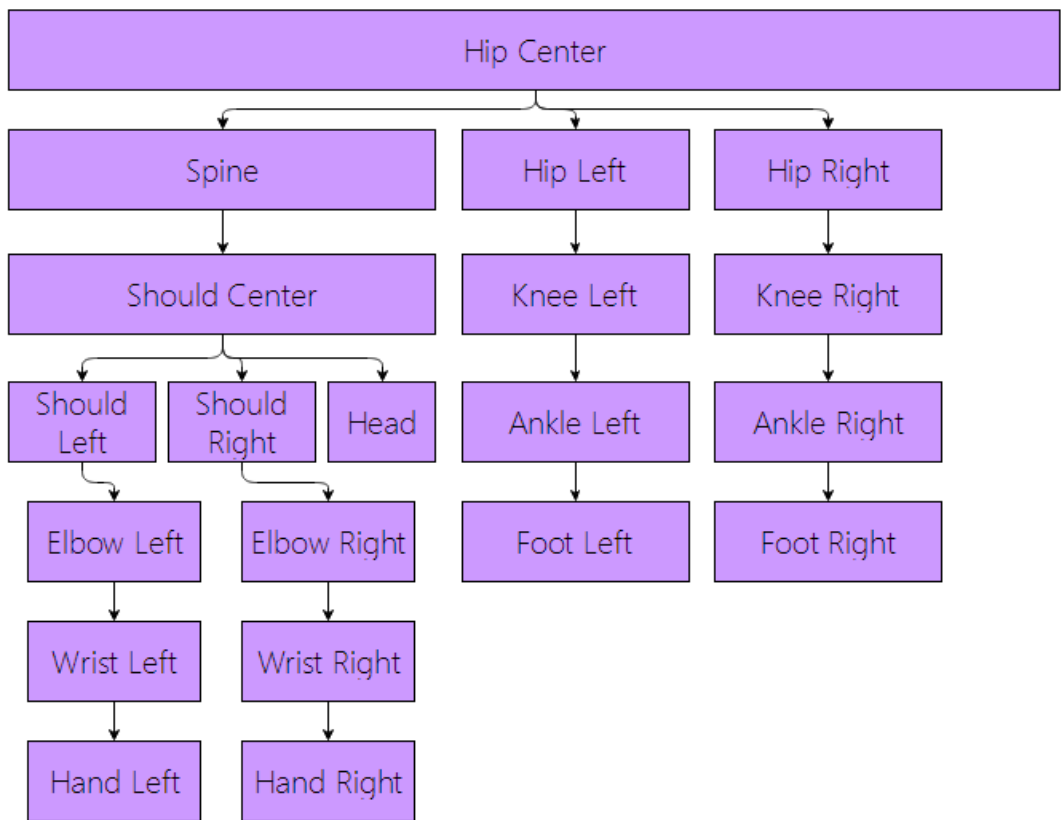 Hip Center
Spine
Hip Left
Hip Right
Should Center
Knee Left
Knee Right
Should
Left
Should
Right
Head
Ankle Left
Ankle Right
Elbow Left
Elbow Right
Foot Left
Foot Right
Wrist Left
Wrist Right
Hand Left
Hand Right